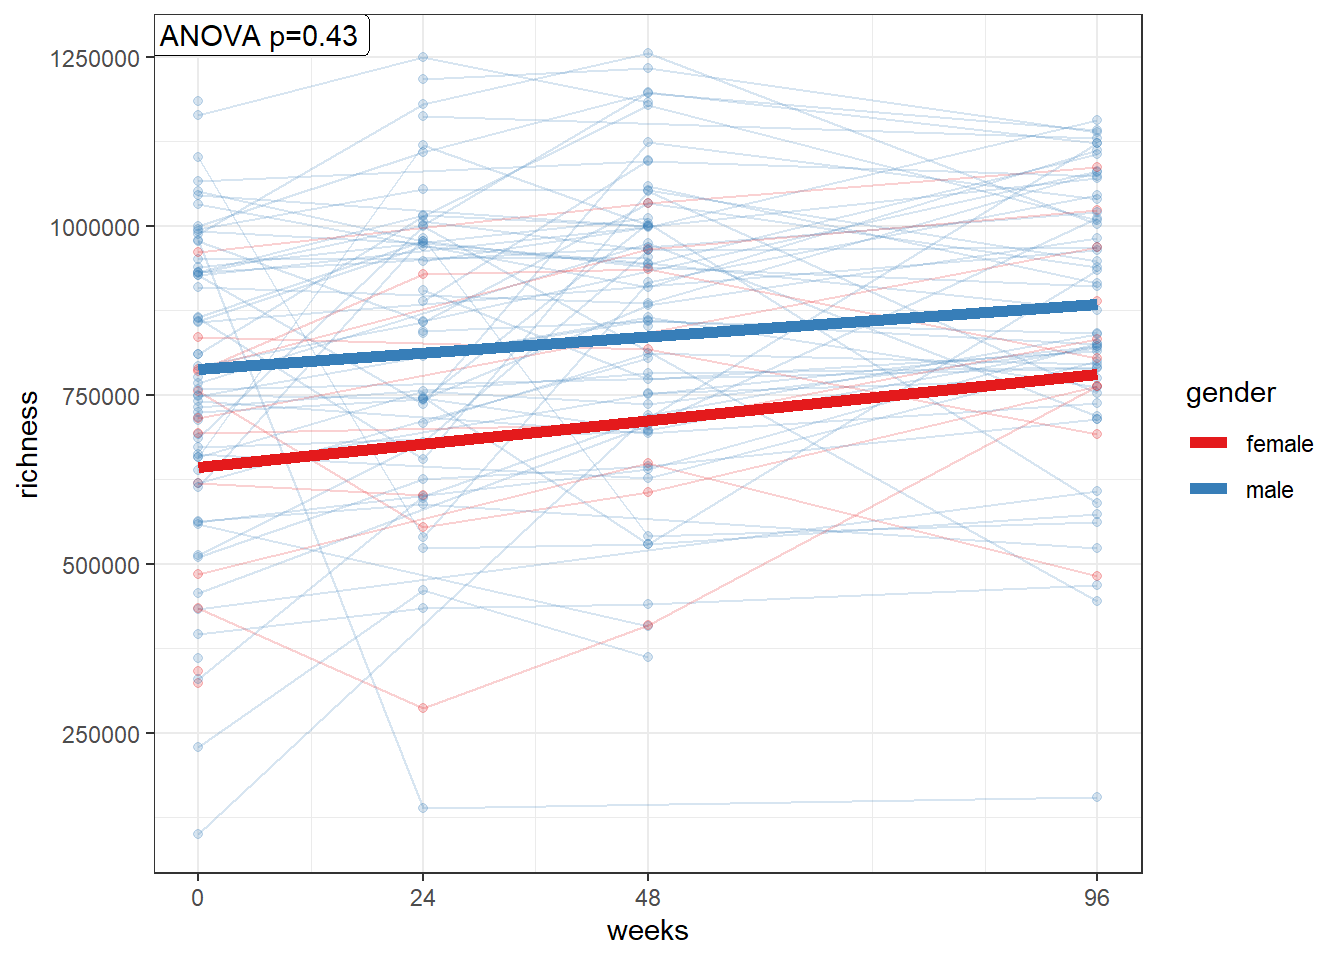 ANOVA p=0.43
1250000
1000000
750000
500000
250000
richness
0 24 48 96
weeks
gender
female
male